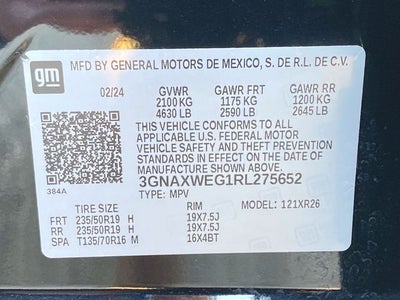 gm
MFD BY GENERAL MOTORS DE MEXICO, S. DE R.L. DE C.V.
02/24 GVWR GAWR FRT GAWR RR
2100 KG 1175 KG 1200 KG
4630 LB 2590 LB 2645 LB
THIS VEHICLE CONFORMS TO ALL
APPLICABLE U.S. FEDERAL MOTOR
VEHICLE SAFETY, BUMPER, AND
THEFT PREVENTION STANDARDS IN
EFFECT ON THE DATE OF
MANUFACTURE SHOWN ABOVE.
384A
3GNAXWEG1RL275652
TYPE: MPV
TIRE SIZE RIM MODEL: 121XR26
FRT 235/50R19 H 19X7.5J
RR 235/50R19 H 19X7.5J
SPA T135/70R16 M 16X4BT